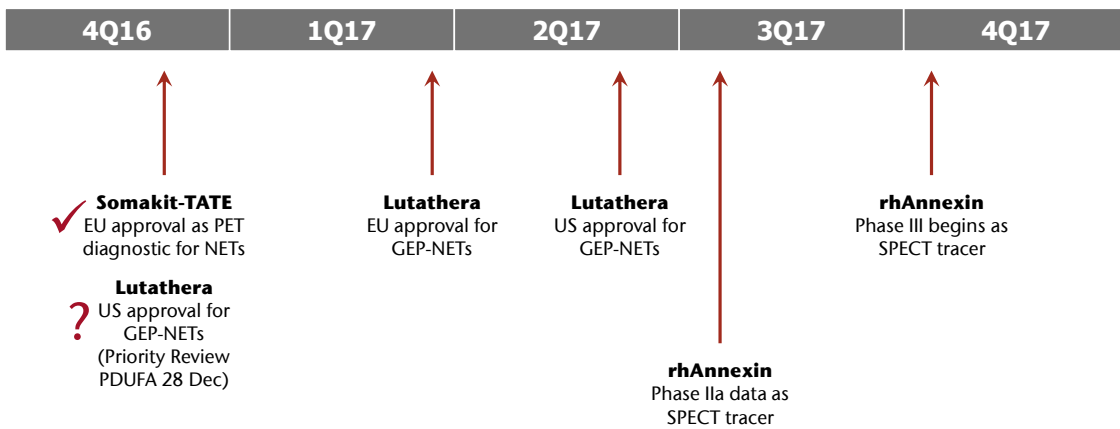 4Q16
1Q17
2Q17
3Q17
4Q17
Somakit-TATE
EU approval as PET
diagnostic for NETs
Lutathera
? US approval for
GEP-NETs
(Priority Review
PDUFA 28 Dec)
Lutathera
EU approval for
GEP-NETs
Lutathera
US approval for
GEP-NETs
rhAnnexin
Phase IIa data as
SPECT tracer
rhAnnexin
Phase III begins as
SPECT tracer